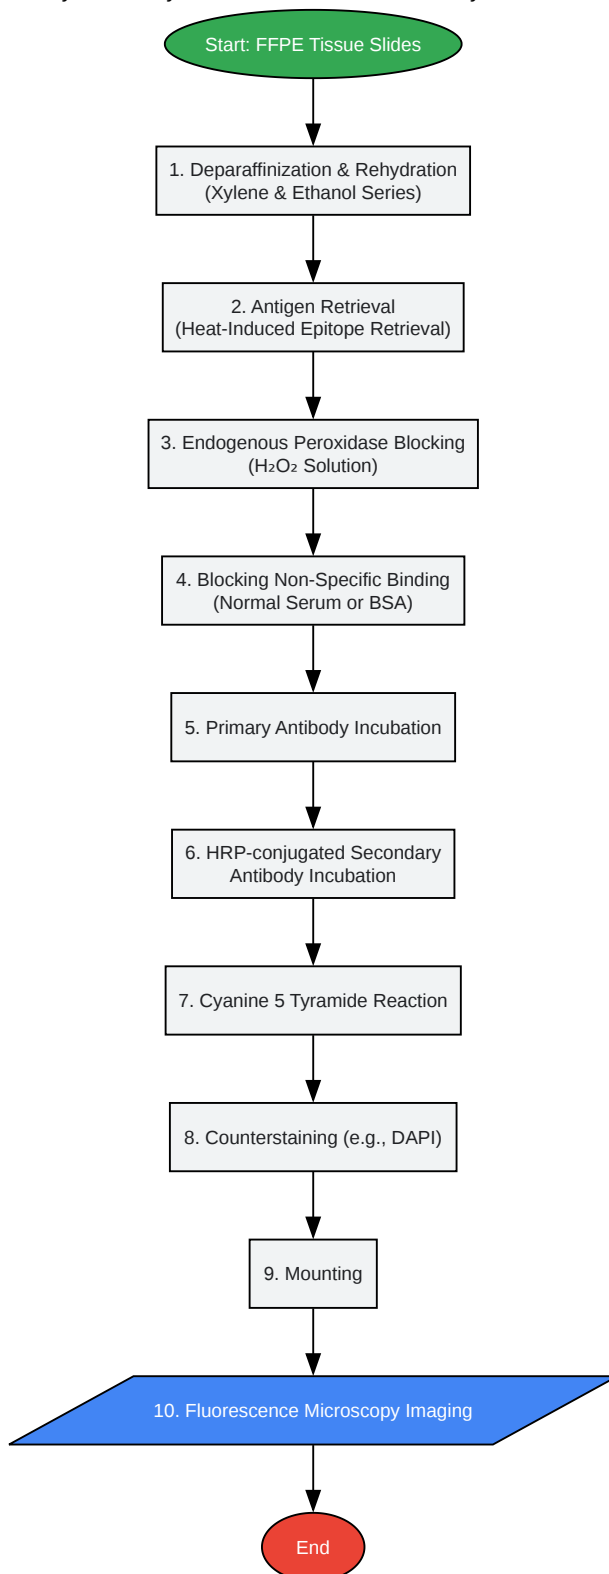 Start: FFPE Tissue Slides
1. Deparaffinization & Rehydration
(Xylene & Ethanol Series)
2. Antigen Retrieval
(Heat-Induced Epitope Retrieval)
3. Endogenous Peroxidase Blocking
(H₂O₂ Solution)
4. Blocking Non-Specific Binding
(Normal Serum or BSA)
5. Primary Antibody Incubation
6. HRP-conjugated Secondary
Antibody Incubation
7. Cyanine 5 Tyramide Reaction
8. Counterstaining (e.g., DAPI)
9. Mounting
10. Fluorescence Microscopy Imaging
End